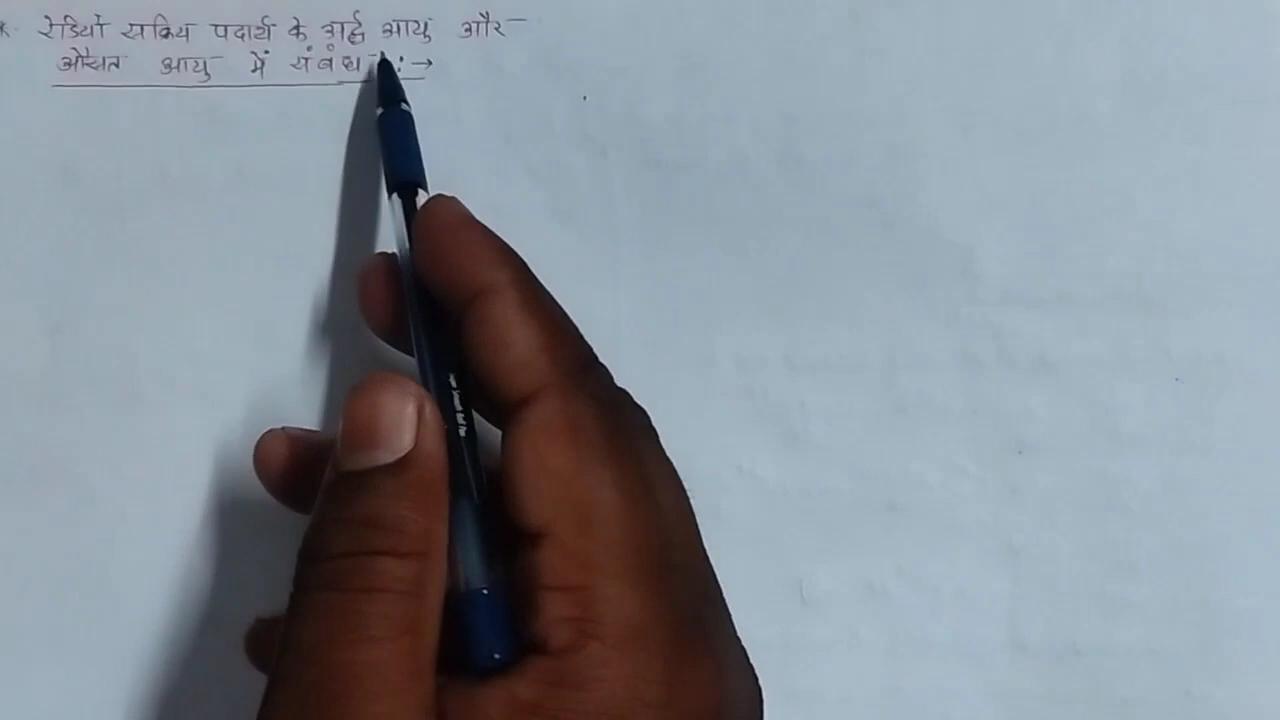 * रेडियो सक्रिय पदार्थ के अर्द्ध आयु और
औसत आयु में संबंध :→